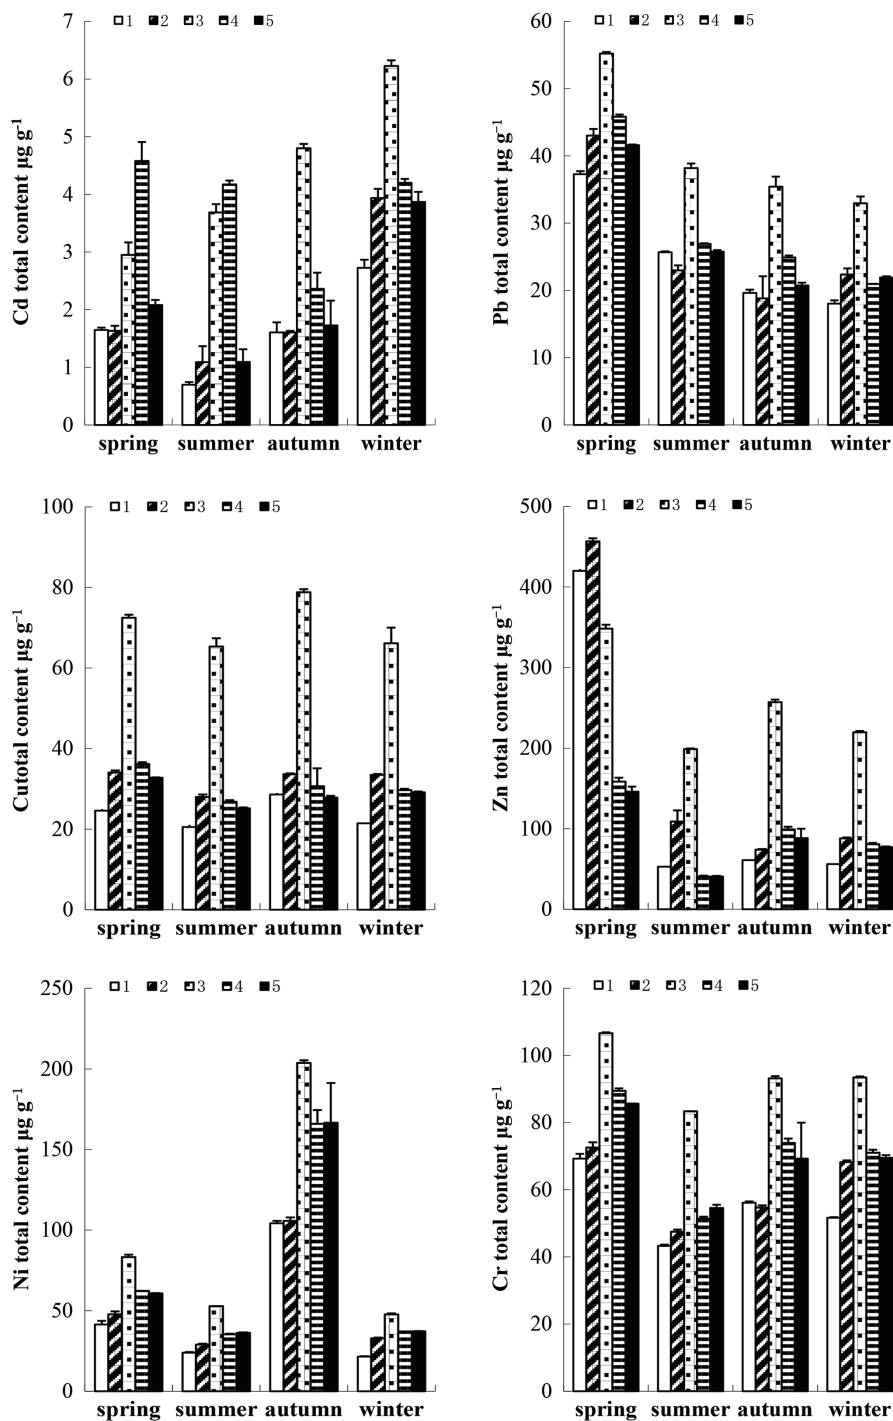 Cd total content μg g⁻¹
1 2 3 4 5
7
6
5
4
3
2
1
0
spring summer autumn winter
Pb total content μg g⁻¹
1 2 3 4 5
60
50
40
30
20
10
0
spring summer autumn winter
Cutotal content μg g⁻¹
1 2 3 4 5
100
80
60
40
20
0
spring summer autumn winter
Zn total content μg g⁻¹
1 2 3 4 5
500
400
300
200
100
0
spring summer autumn winter
Ni total content μg g⁻¹
1 2 3 4 5
250
200
150
100
50
0
spring summer autumn winter
Cr total content μg g⁻¹
1 2 3 4 5
120
100
80
60
40
20
0
spring summer autumn winter